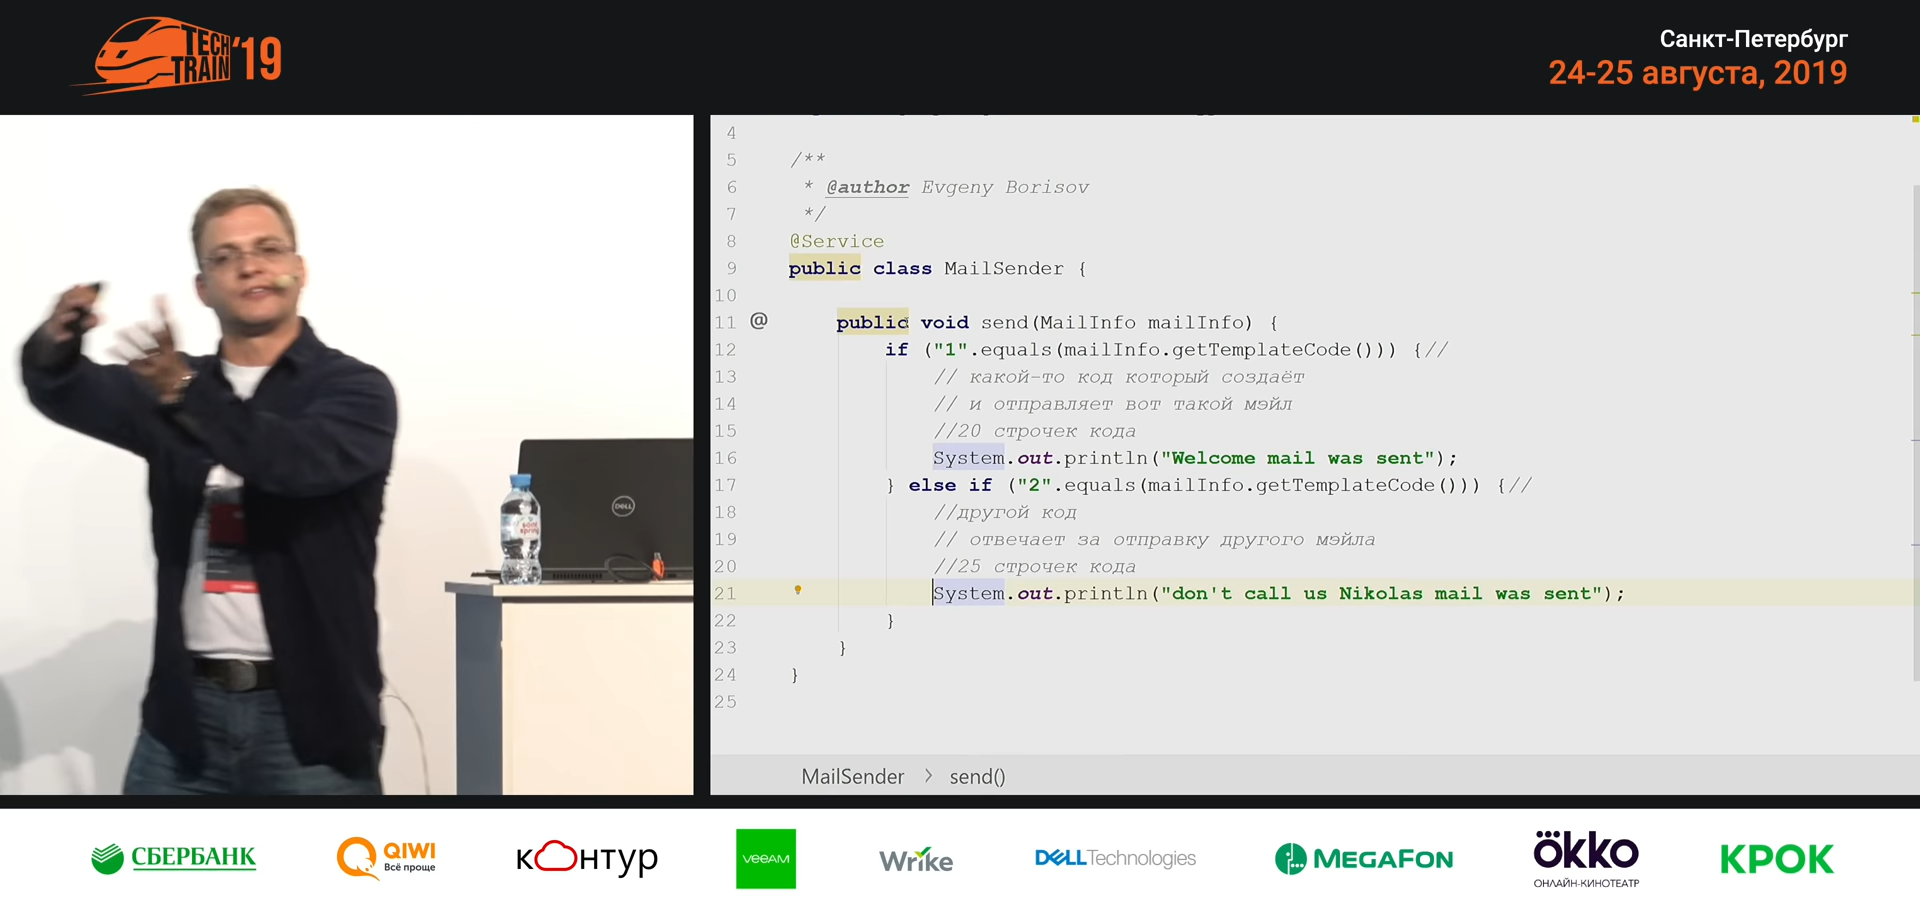 TECH
TRAIN
'19
Санкт-Петербург
24-25 августа, 2019
4
5 /**
6 * @author Evgeny Borisov
7 */
8 @Service
9 public class MailSender {
10
11 @ public void send(MailInfo mailInfo) {
12 if ("1".equals(mailInfo.getTemplateCode())) {//
13 // какой-то код который создаёт
14 // и отправляет вот такой мэйл
15 //20 строчек кода
16 System.out.println("Welcome mail was sent");
17 } else if ("2".equals(mailInfo.getTemplateCode())) {//
18 //другой код
19 // отвечает за отправку другого мэйла
20 //25 строчек кода
21 System.out.println("don't call us Nikolas mail was sent");
22 }
23 }
24 }
25
MailSender > send()
DELL
СБЕРБАНК
QIWI
Всё проще
контур
veeAM
Wrike
DELL Technologies
MEGAFON
ökko
ОНЛАЙН-КИНОТЕАТР
КРОК